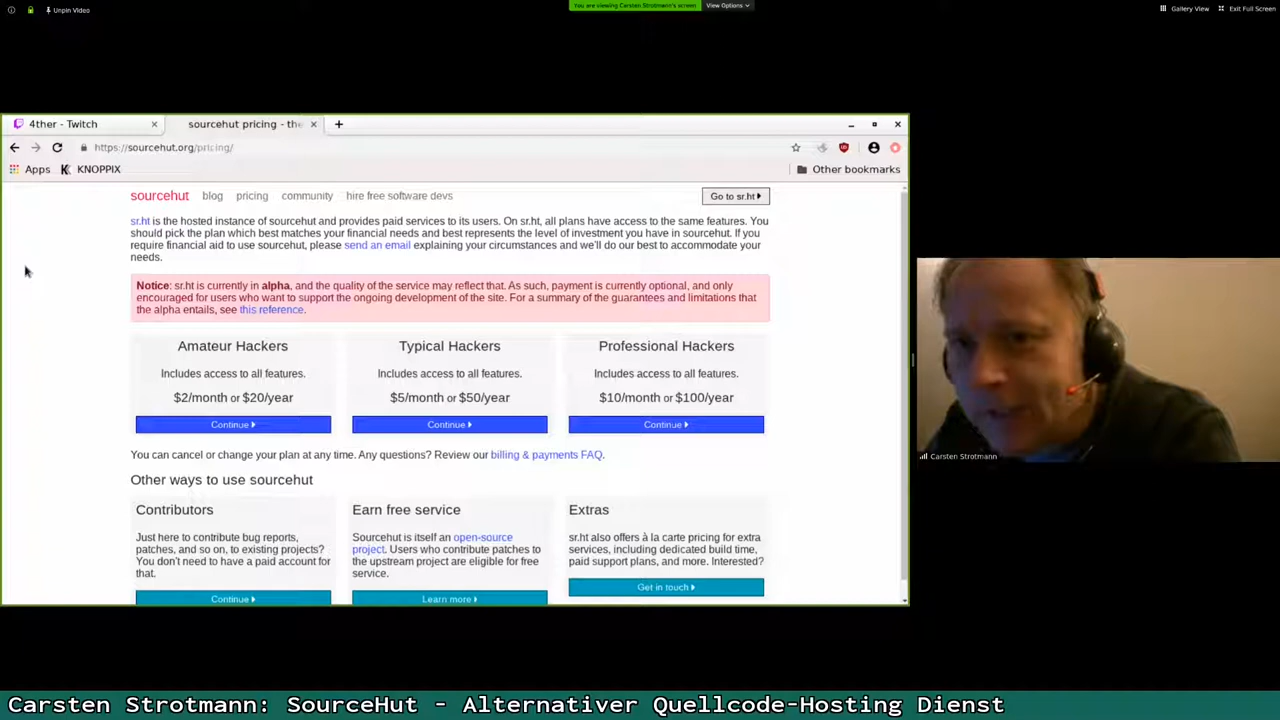 Unpin Video
You are viewing Carsten Strotmann's screen
View Options
Gallery View
Exit Full Screen
4ther - Twitch
sourcehut pricing - the
https://sourcehut.org/pricing/
Apps
KNOPPIX
Other bookmarks
sourcehut blog pricing community hire free software devs
Go to sr.ht
sr.ht is the hosted instance of sourcehut and provides paid services to its users. On sr.ht, all plans have access to the same features. You
should pick the plan which best matches your financial needs and best represents the level of investment you have in sourcehut. If you
require financial aid to use sourcehut, please send an email explaining your circumstances and we'll do our best to accommodate your
needs.
Notice: sr.ht is currently in alpha, and the quality of the service may reflect that. As such, payment is currently optional, and only
encouraged for users who want to support the ongoing development of the site. For a summary of the guarantees and limitations that
the alpha entails, see this reference.
Amateur Hackers
Includes access to all features.
$2/month or $20/year
Continue
Typical Hackers
Includes access to all features.
$5/month or $50/year
Continue
Professional Hackers
Includes access to all features.
$10/month or $100/year
Continue
You can cancel or change your plan at any time. Any questions? Review our billing & payments FAQ.
Other ways to use sourcehut
Contributors
Just here to contribute bug reports,
patches, and so on, to existing projects?
You don't need to have a paid account for
that.
Continue
Earn free service
Sourcehut is itself an open-source
project. Users who contribute patches to
the upstream project are eligible for free
service.
Learn more
Extras
sr.ht also offers à la carte pricing for extra
services, including dedicated build time,
paid support plans, and more. Interested?
Get in touch
Carsten Strotmann
Carsten Strotmann: SourceHut - Alternativer Quellcode-Hosting Dienst